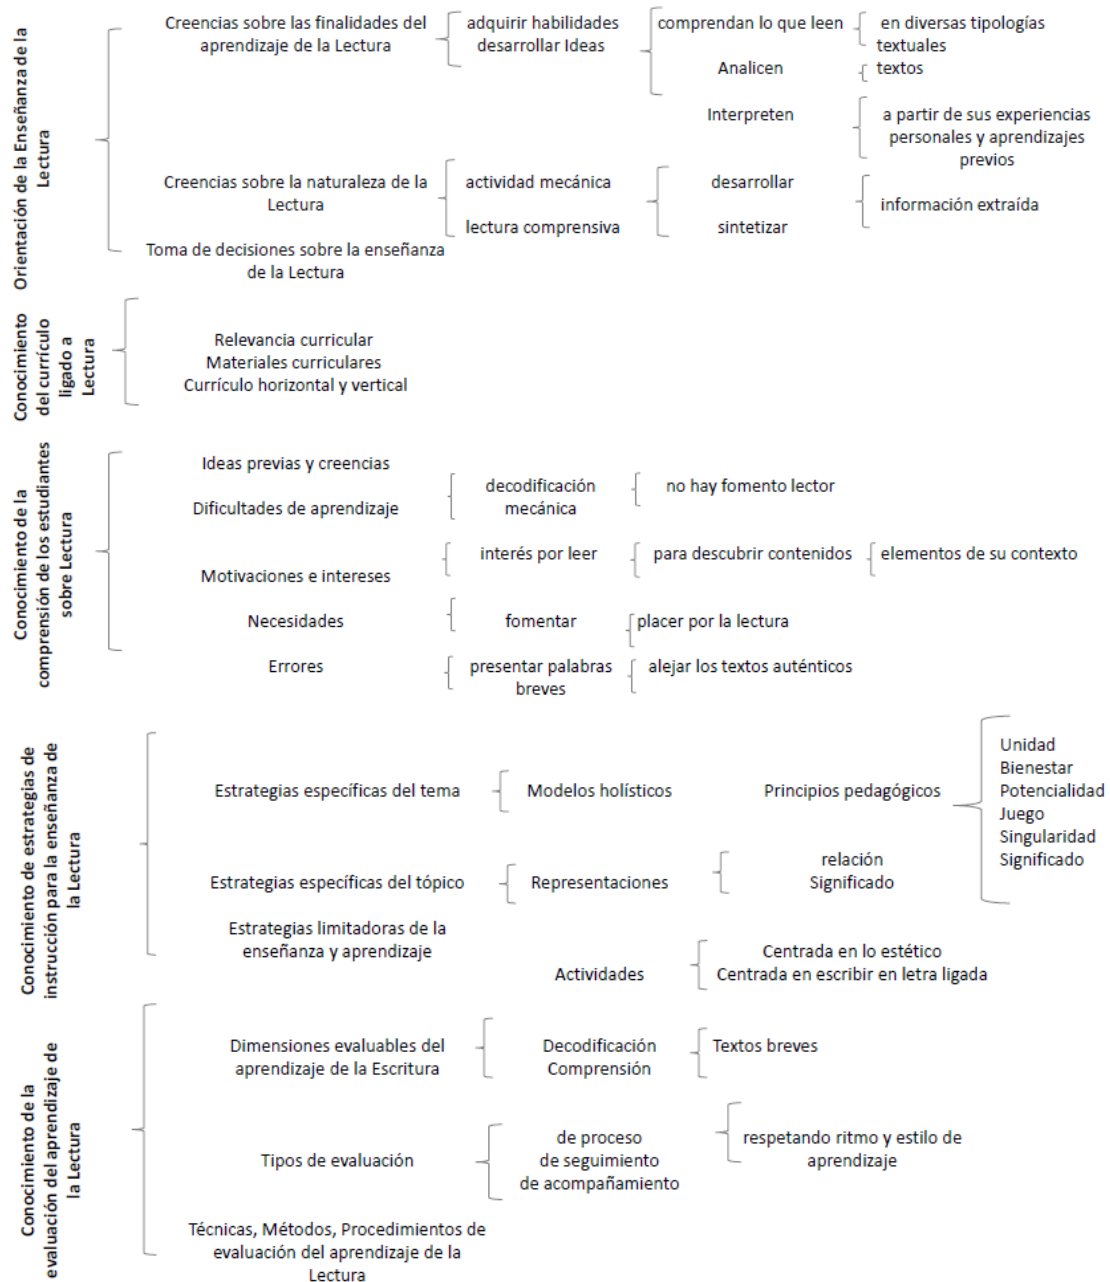 Orientación de la Enseñanza de la
Lectura
Creencias sobre las finalidades del
aprendizaje de la Lectura
adquirir habilidades
desarrollar Ideas
comprendan lo que leen
en diversas tipologías
textuales
Analicen
textos
Interpreten
a partir de sus experiencias
personales y aprendizajes
previos
Creencias sobre la naturaleza de la
Lectura
actividad mecánica
lectura comprensiva
desarrollar
sintetizar
información extraída
Toma de decisiones sobre la enseñanza
de la Lectura
Conocimiento
del currículo
ligado a
Lectura
Relevancia curricular
Materiales curriculares
Currículo horizontal y vertical
Conocimiento de la
comprensión de los estudiantes
sobre Lectura
Ideas previas y creencias
Dificultades de aprendizaje
decodificación
mecánica
no hay fomento lector
Motivaciones e intereses
interés por leer
para descubrir contenidos
elementos de su contexto
Necesidades
fomentar
placer por la lectura
Errores
presentar palabras
breves
alejar los textos auténticos
Conocimiento de estrategias de
instrucción para la enseñanza de
la Lectura
Estrategias específicas del tema
Modelos holísticos
Principios pedagógicos
Unidad
Bienestar
Potencialidad
Juego
Singularidad
Significado
Estrategias específicas del tópico
Representaciones
relación
Significado
Estrategias limitadoras de la
enseñanza y aprendizaje
Actividades
Centrada en lo estético
Centrada en escribir en letra ligada
Conocimiento de la
evaluación del aprendizaje de
la Lectura
Dimensiones evaluables del
aprendizaje de la Escritura
Decodificación
Comprensión
Textos breves
Tipos de evaluación
de proceso
de seguimiento
de acompañamiento
respetando ritmo y estilo de
aprendizaje
Técnicas, Métodos, Procedimientos de
evaluación del aprendizaje de la
Lectura